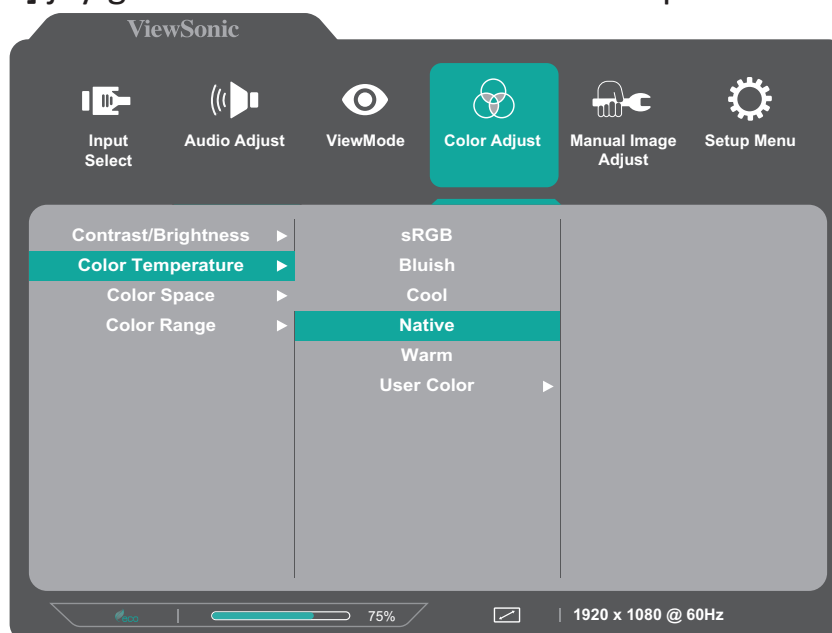 ViewSonic
Input
Select
Audio Adjust
ViewMode
Color Adjust
Manual Image
Adjust
Setup Menu
Contrast/Brightness
Color Temperature
Color Space
Color Range
sRGB
Bluish
Cool
Native
Warm
User Color
eco
75%
1920 x 1080 @ 60Hz